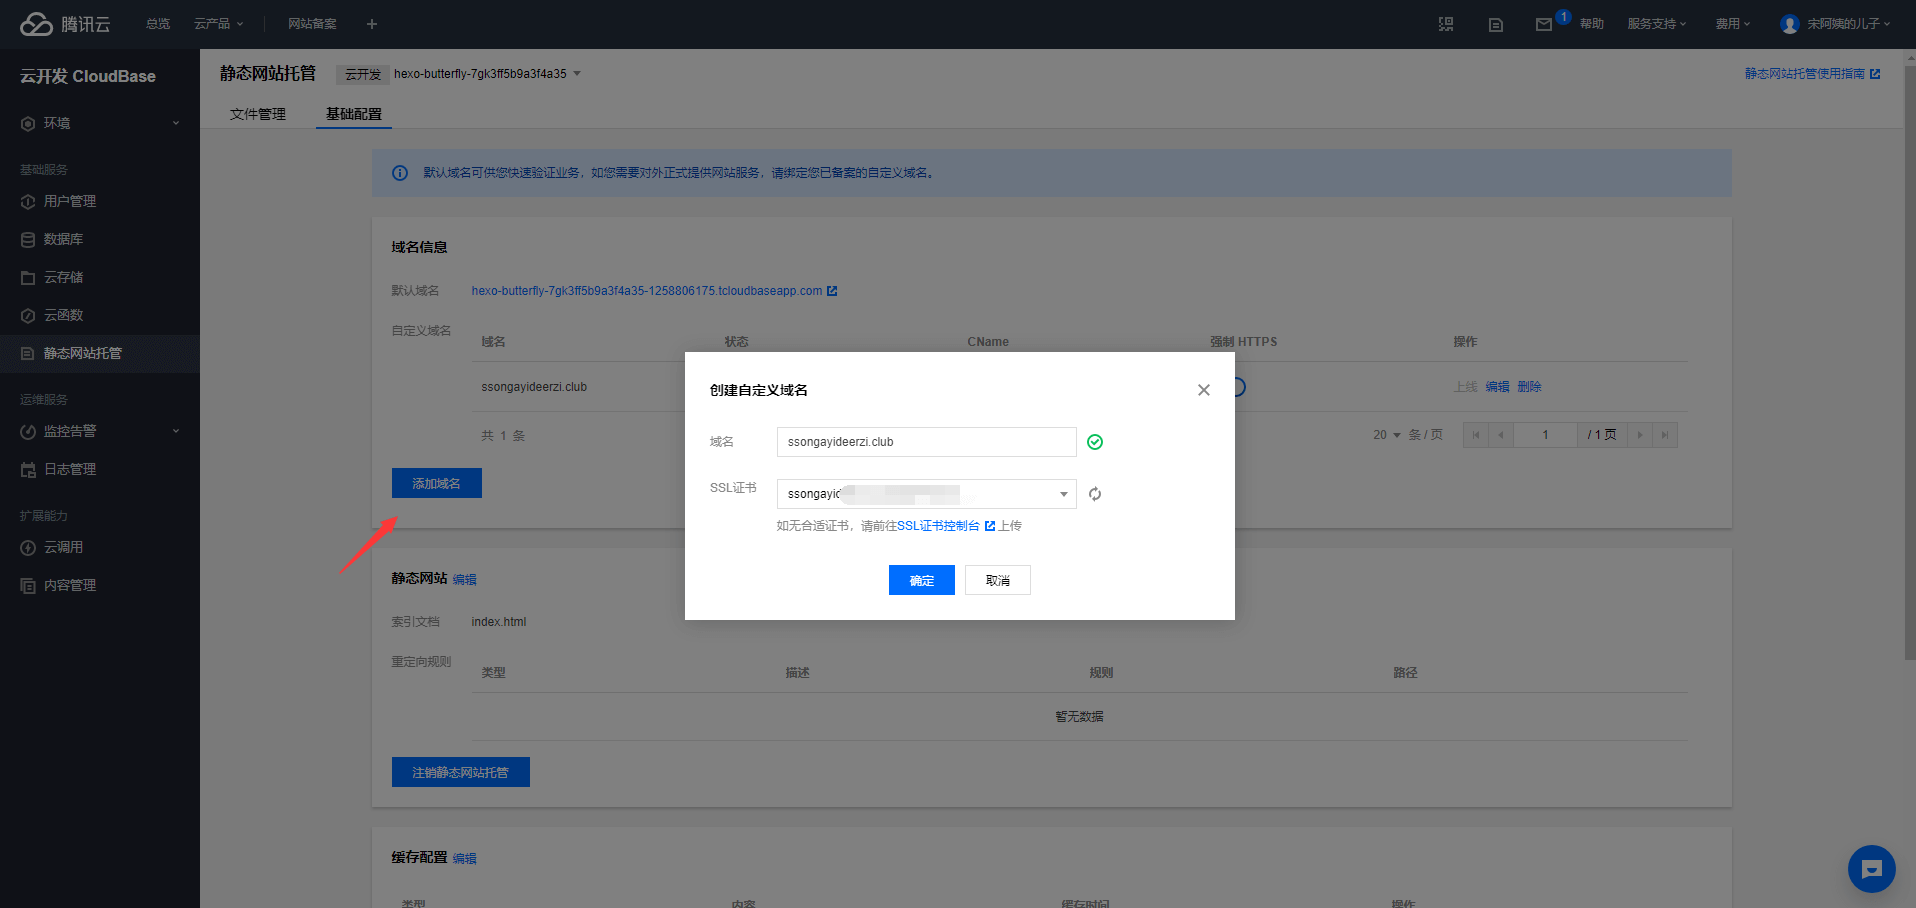 腾讯云 总览 云产品 网站备案 + 1 帮助 服务支持 费用 宋阿姨的儿子
云开发 CloudBase
环境
基础服务
用户管理
数据库
云存储
云函数
静态网站托管
运维服务
监控告警
日志管理
扩展能力
云调用
内容管理
静态网站托管 云开发 hexo-butterfly-7gk3ff5b9a3f4a35 静态网站托管使用指南
文件管理 基础配置
默认域名可供您快速验证业务，如您需要对外正式提供网站服务，请绑定您已备案的自定义域名。
域名信息
默认域名 hexo-butterfly-7gk3ff5b9a3f4a35-1258806175.tcloudbaseapp.com
自定义域名
域名 状态 CName 强制 HTTPS 操作
ssongayideerzi.club 上线 编辑 删除
共 1 条 20 条 / 页 1 / 1 页
添加域名
创建自定义域名
域名 ssongayideerzi.club
SSL证书 ssongayid
如无合适证书，请前往SSL证书控制台 上传
确定 取消
静态网站 编辑
索引文档 index.html
重定向规则
类型 描述 规则 路径
暂无数据
注销静态网站托管
缓存配置 编辑
类型 内容 缓存时间 操作